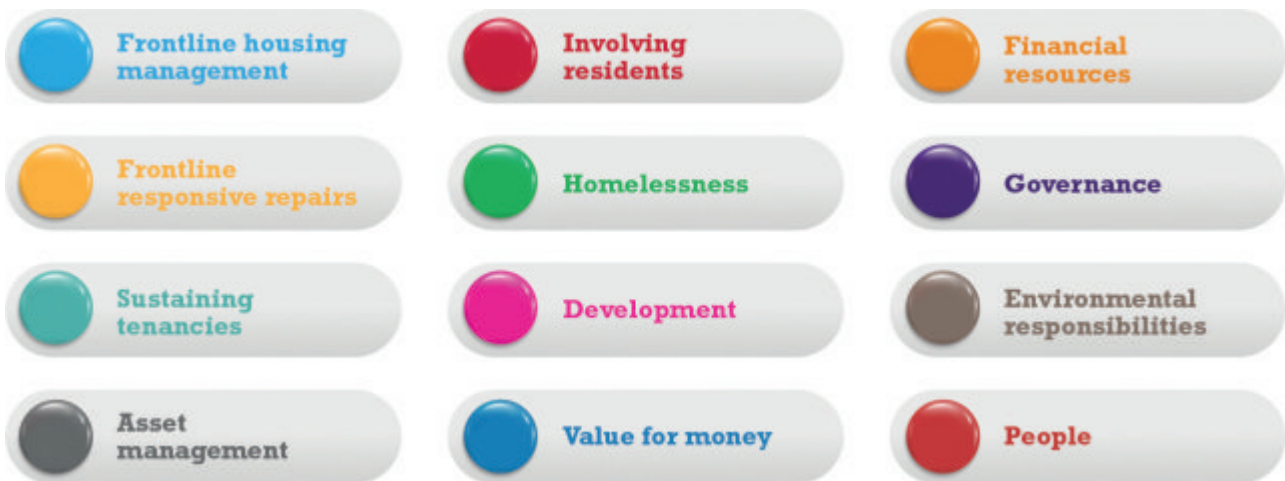 Frontline housing
management
Involving
residents
Financial
resources
Frontline
responsive repairs
Homelessness
Governance
Sustaining
tenancies
Development
Environmental
responsibilities
Asset
management
Value for money
People